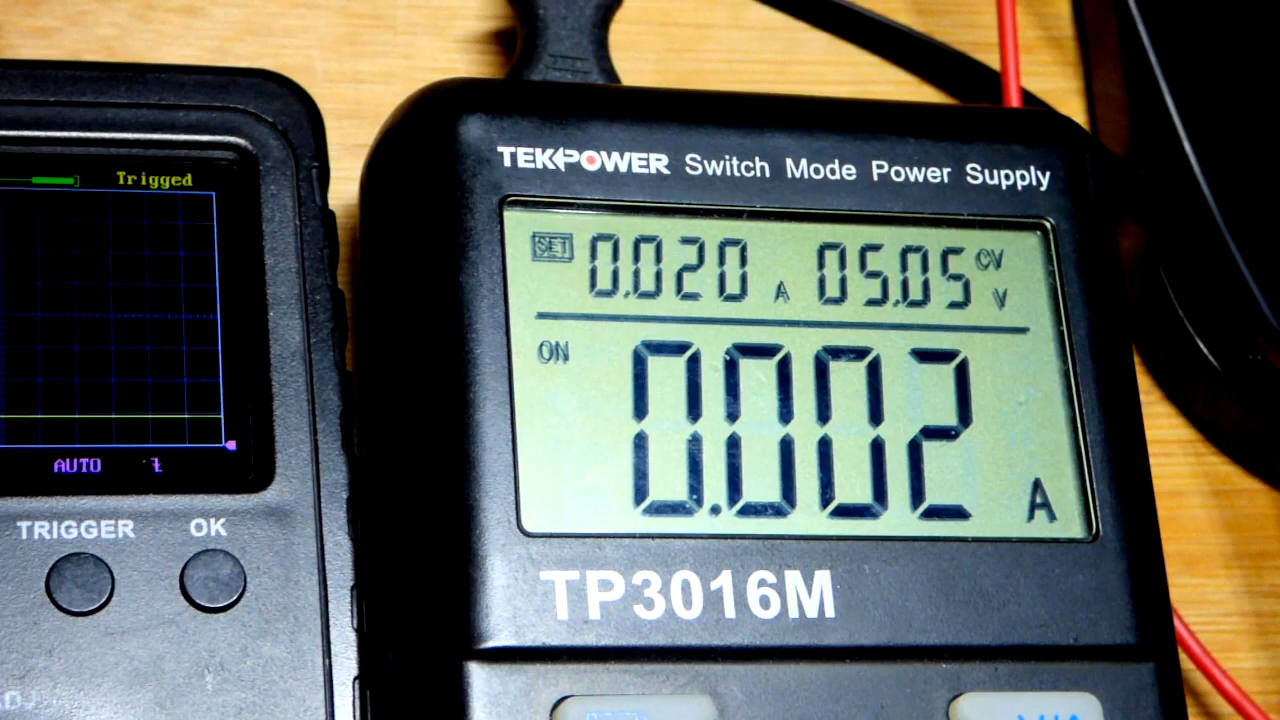 TEKPOWER Switch Mode Power Supply
Trigged
SET 0.020 A 05.05 CV V
ON
0.002 A
AUTO
TRIGGER OK
TP3016M